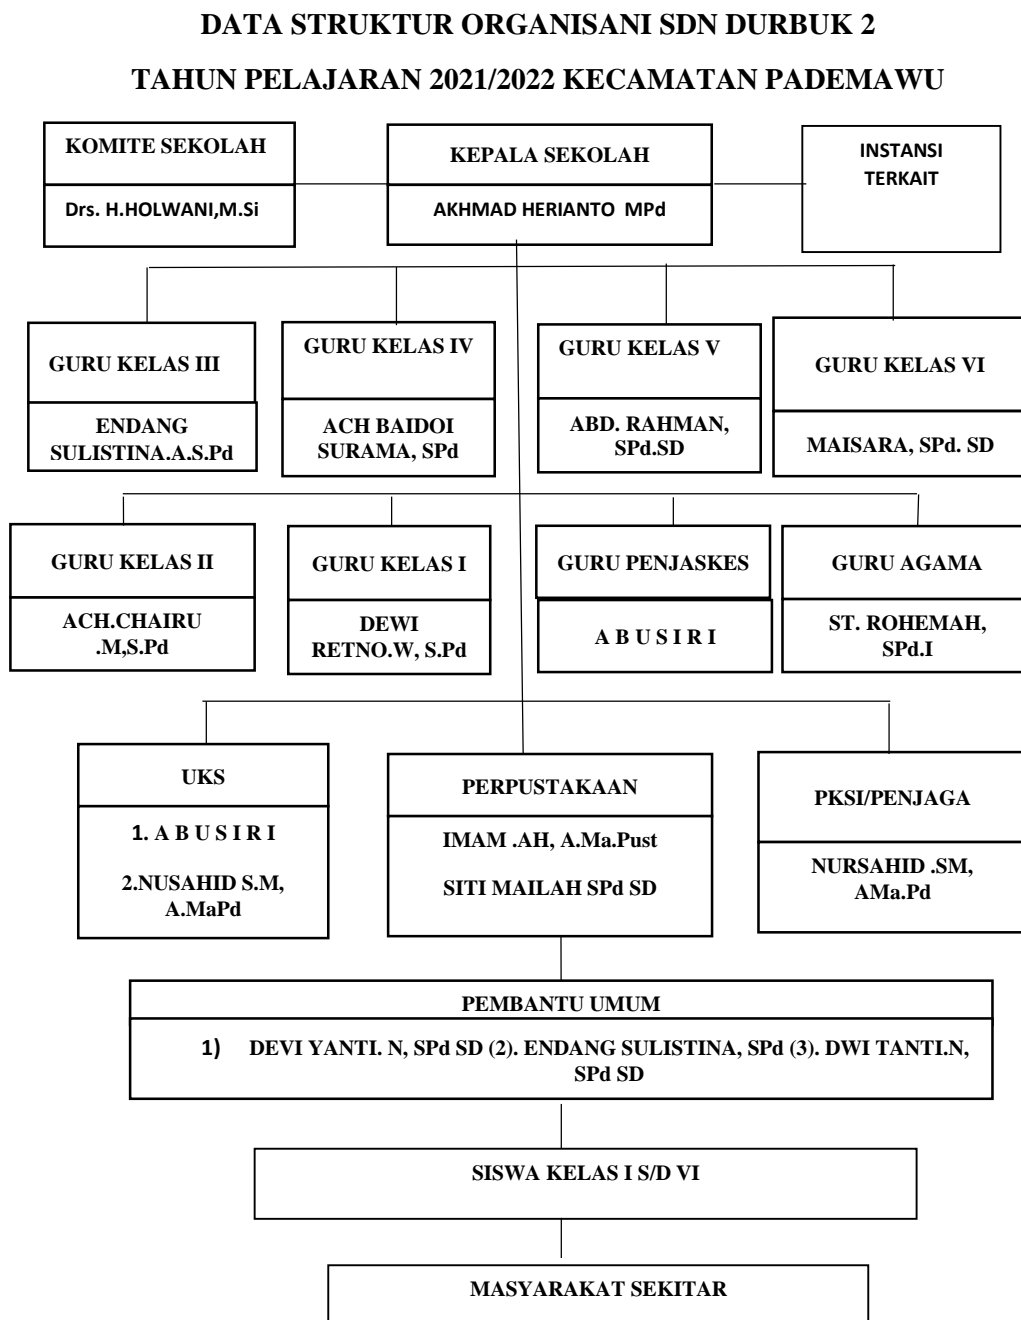 DATA STRUKTUR ORGANISANI SDN DURBUK 2
TAHUN PELAJARAN 2021/2022 KECAMATAN PADEMAWU
KOMITE SEKOLAH
Drs. H.HOLWANI,M.Si
KEPALA SEKOLAH
AKHMAD HERIANTO MPd
INSTANSI
TERKAIT
GURU KELAS III
ENDANG
SULISTINA.A.S.Pd
GURU KELAS IV
ACH BAIDOI
SURAMA, SPd
GURU KELAS V
ABD. RAHMAN,
SPd.SD
GURU KELAS VI
MAISARA, SPd. SD
GURU KELAS II
ACH.CHAIRU
.M,S.Pd
GURU KELAS I
DEWI
RETNO.W, S.Pd
GURU PENJASKES
A B U S I R I
GURU AGAMA
ST. ROHEMAH,
SPd.I
UKS
1. A B U S I R I
2.NUSAHID S.M,
A.MaPd
PERPUSTAKAAN
IMAM .AH, A.Ma.Pust
SITI MAILAH SPd SD
PKSI/PENJAGA
NURSAHID .SM,
AMa.Pd
PEMBANTU UMUM
1) DEVI YANTI. N, SPd SD (2). ENDANG SULISTINA, SPd (3). DWI TANTI.N,
SPd SD
SISWA KELAS I S/D VI
MASYARAKAT SEKITAR